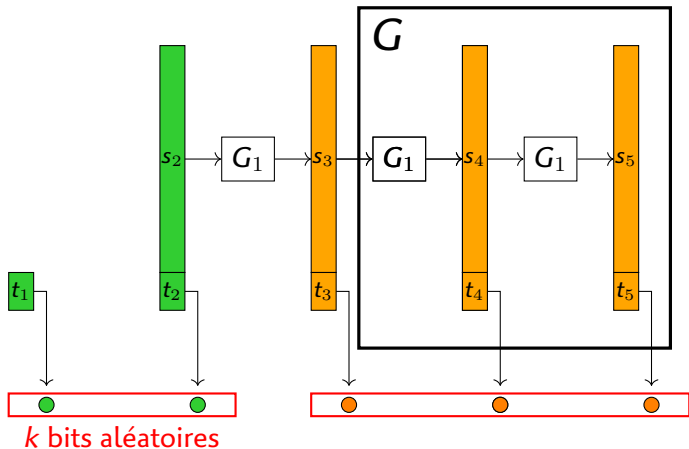 G
s₂ G₁ s₃ G₁ s₄ G₁ s₅
t₁ t₂ t₃ t₄ t₅
k bits aléatoires